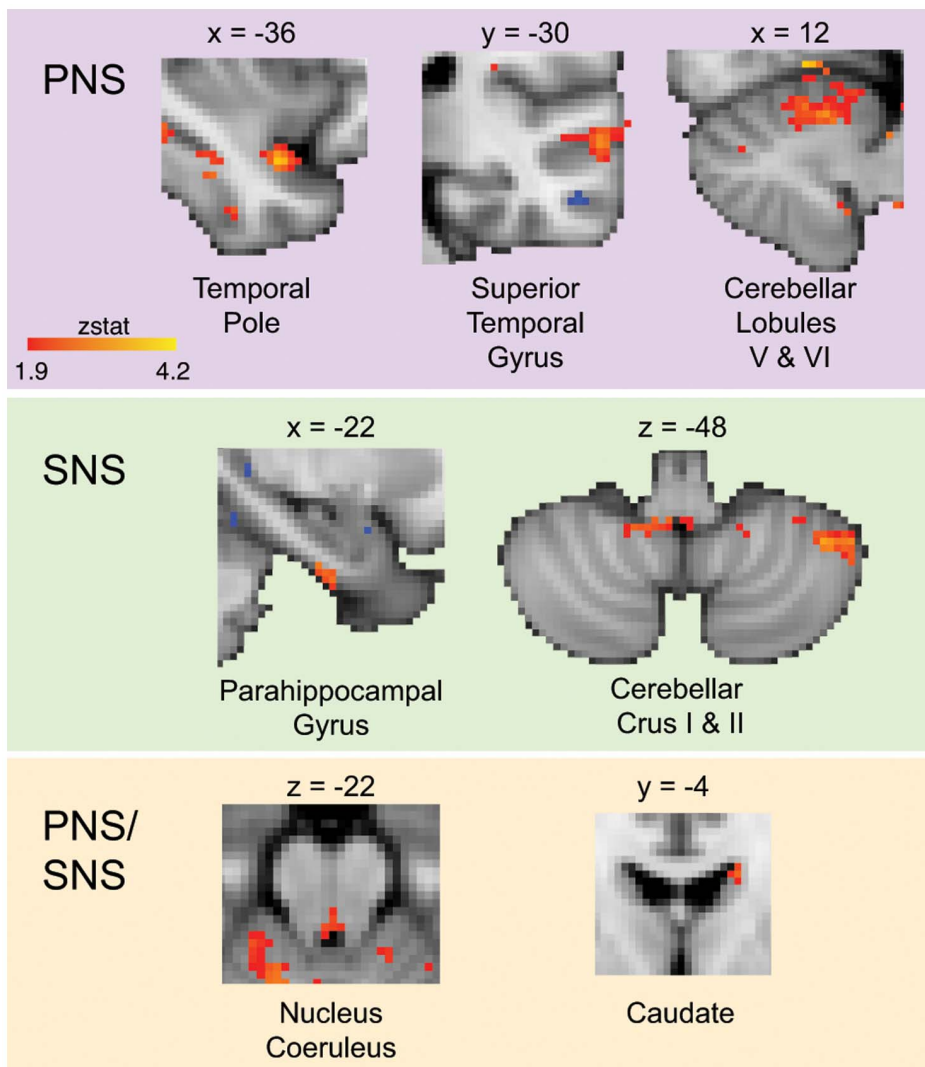 PNS
x = -36
y = -30
x = 12
Temporal
Pole
Superior
Temporal
Gyrus
Cerebellar
Lobules
V & VI
zstat
1.9
4.2
SNS
x = -22
z = -48
Parahippocampal
Gyrus
Cerebellar
Crus I & II
PNS/
SNS
z = -22
y = -4
Nucleus
Coeruleus
Caudate